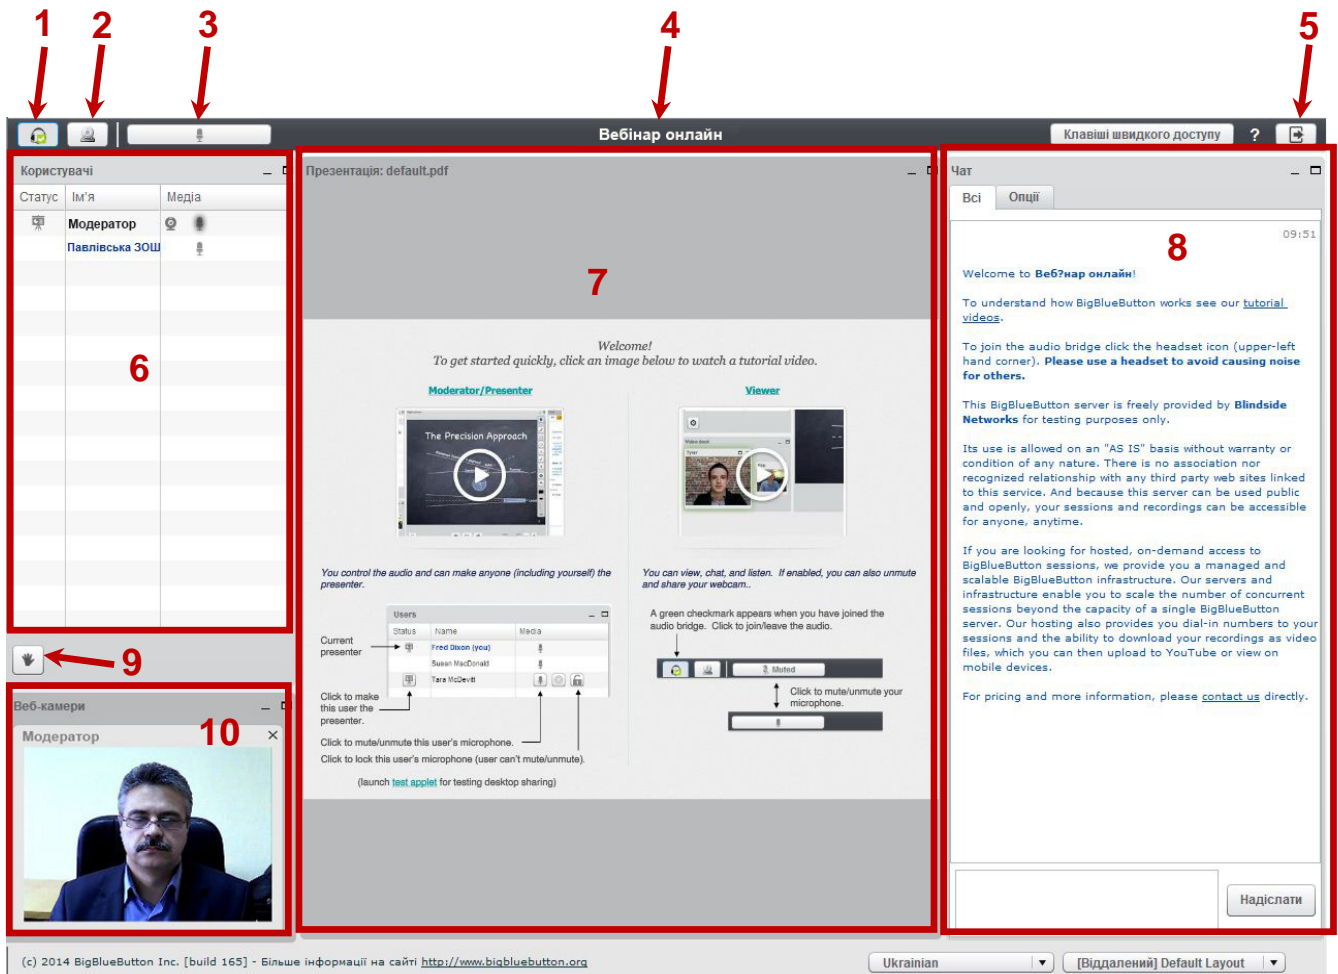 1
2
3
4
5
Вебінар онлайн
Клавіші швидкого доступу
?
Користувачі
Статус Ім'я Медіа
Модератор
Павлівська ЗОШ
6
9
Веб-камери
10
Модератор
Презентація: default.pdf
7
Welcome!
To get started quickly, click an image below to watch a tutorial video.
Moderator/Presenter
Viewer
The Precision Approach
You control the audio and can make anyone (including yourself) the
presenter.
You can view, chat, and listen. If enabled, you can also unmute
and share your webcam..
Users
Status Name Media
Fred Dixon (you)
Susan MacDonald
Tara McDevitt
Current
presenter
Click to make
this user the
presenter.
Click to mute/unmute this user's microphone.
Click to lock this user's microphone (user can't mute/unmute).
(launch test applet for testing desktop sharing)
A green checkmark appears when you have joined the
audio bridge. Click to join/leave the audio.
Muted
Click to mute/unmute your
microphone.
Чат
Всі Опції
8
09:51
Welcome to Веб?нар онлайн!
To understand how BigBlueButton works see our tutorial
videos.
To join the audio bridge click the headset icon (upper-left
hand corner). Please use a headset to avoid causing noise
for others.
This BigBlueButton server is freely provided by Blindside
Networks for testing purposes only.
Its use is allowed on an "AS IS" basis without warranty or
condition of any nature. There is no association nor
recognized relationship with any third party web sites linked
to this service. And because this server can be used public
and openly, your sessions and recordings can be accessible
for anyone, anytime.
If you are looking for hosted, on-demand access to
BigBlueButton sessions, we provide you a managed and
scalable BigBlueButton infrastructure. Our servers and
infrastructure enable you to scale the number of concurrent
sessions beyond the capacity of a single BigBlueButton
server. Our hosting also provides you dial-in numbers to your
sessions and the ability to download your recordings as video
files, which you can then upload to YouTube or view on
mobile devices.
For pricing and more information, please contact us directly.
Надіслати
(c) 2014 BigBlueButton Inc. [build 165] - Більше інформації на сайті http://www.bigbluebutton.org
Ukrainian
[Віддалений] Default Layout